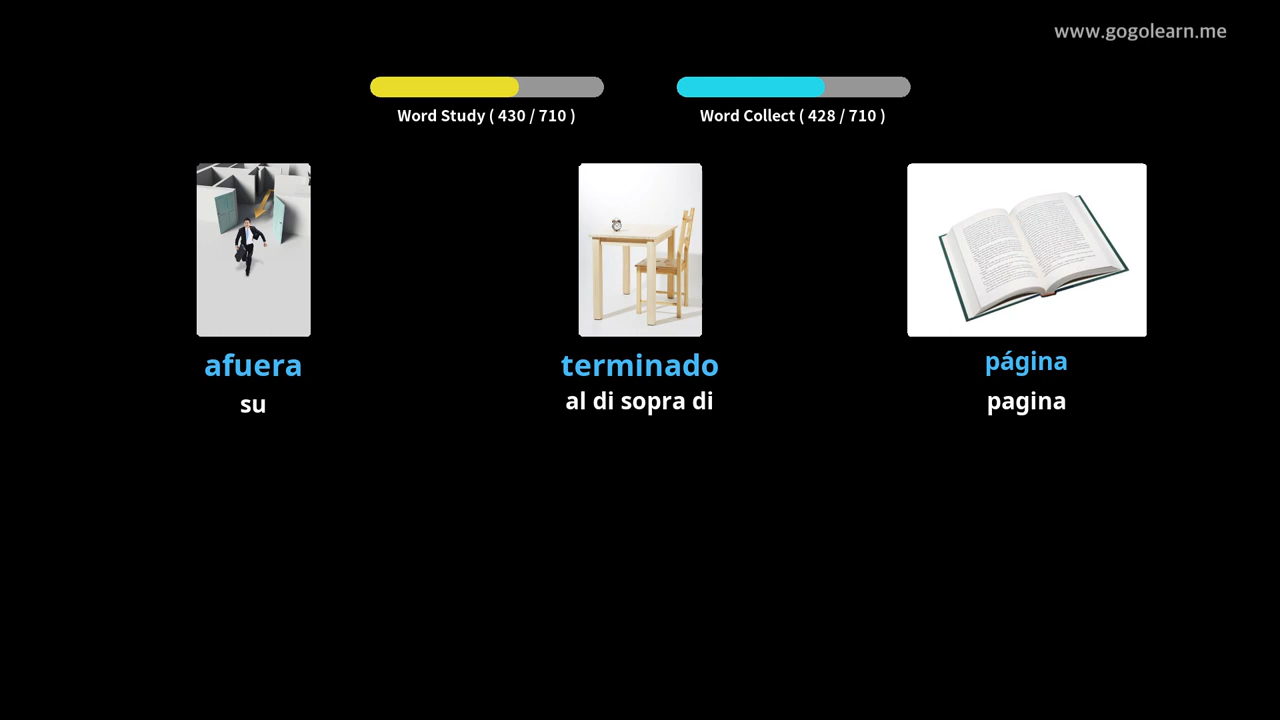 www.gogolearn.me
Word Study ( 430 / 710 )
Word Collect ( 428 / 710 )
afuera
su
terminado
al di sopra di
página
pagina